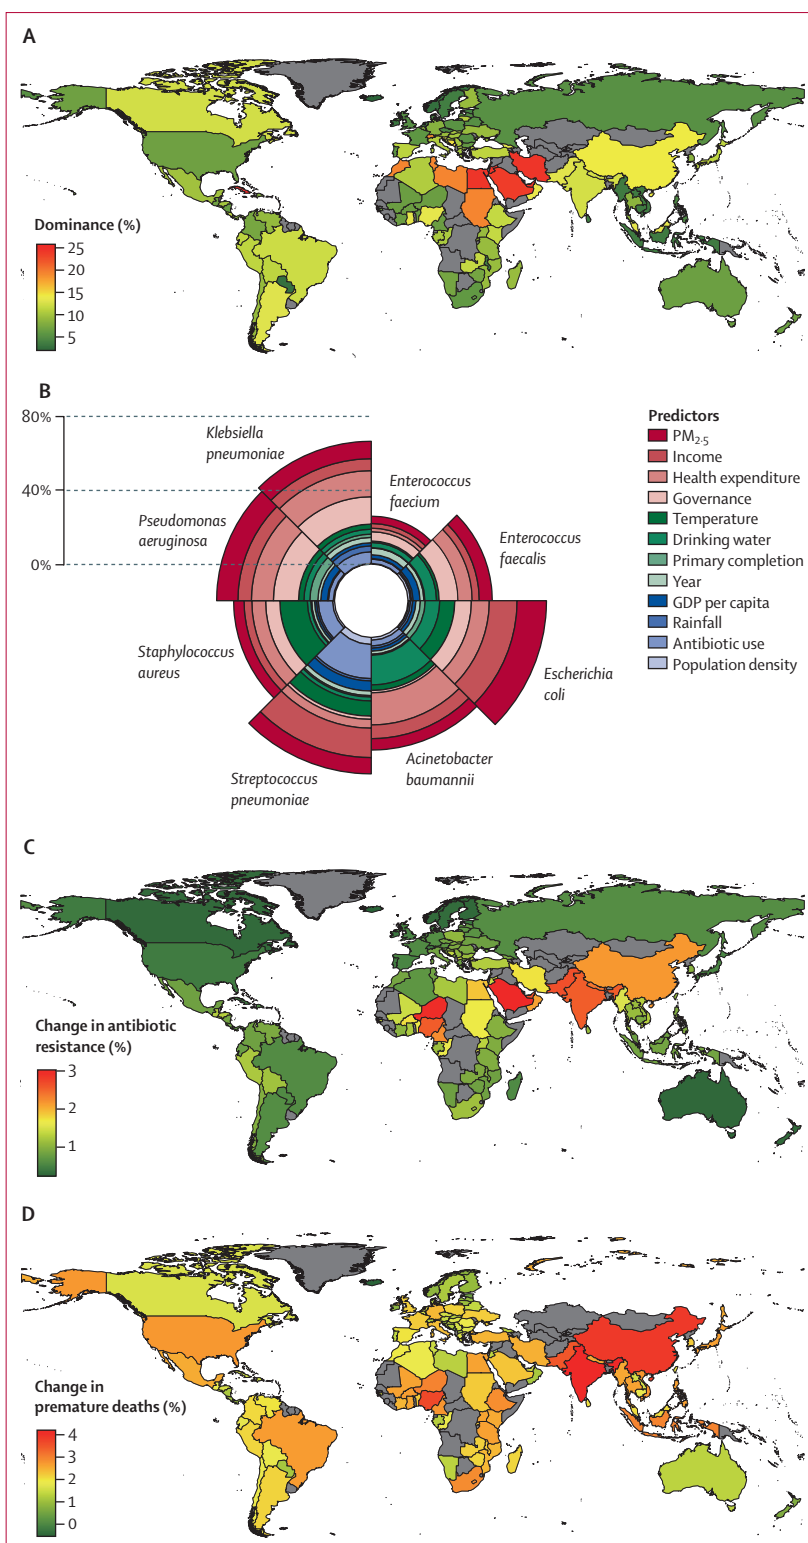 A
Dominance (%)
25
20
15
10
5
B
80%
40%
0%
Klebsiella
pneumoniae
Pseudomonas
aeruginosa
Staphylococcus
aureus
Streptococcus
pneumoniae
Enterococcus
faecium
Enterococcus
faecalis
Escherichia
coli
Acinetobacter
baumannii
Predictors
PM2·5
Income
Health expenditure
Governance
Temperature
Drinking water
Primary completion
Year
GDP per capita
Rainfall
Antibiotic use
Population density
C
Change in antibiotic
resistance (%)
3
2
1
D
Change in
premature deaths (%)
4
3
2
1
0